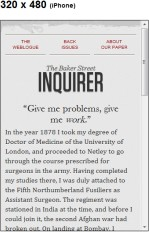 320 x 480 (iPhone)
THE WEBLOGUE
BACK ISSUES
ABOUT OUR PAPER
The Baker Street
INQUIRER
“Give me problems, give
me work.”
In the year 1878 I took my degree of
Doctor of Medicine of the University of
London, and proceeded to Netley to go
through the course prescribed for
surgeons in the army. Having completed
my studies there, I was duly attached to
the Fifth Northumberland Fusiliers as
Assistant Surgeon. The regiment was
stationed in India at the time, and before I
could join it, the second Afghan war had
broken out. On landing at Bombay, I